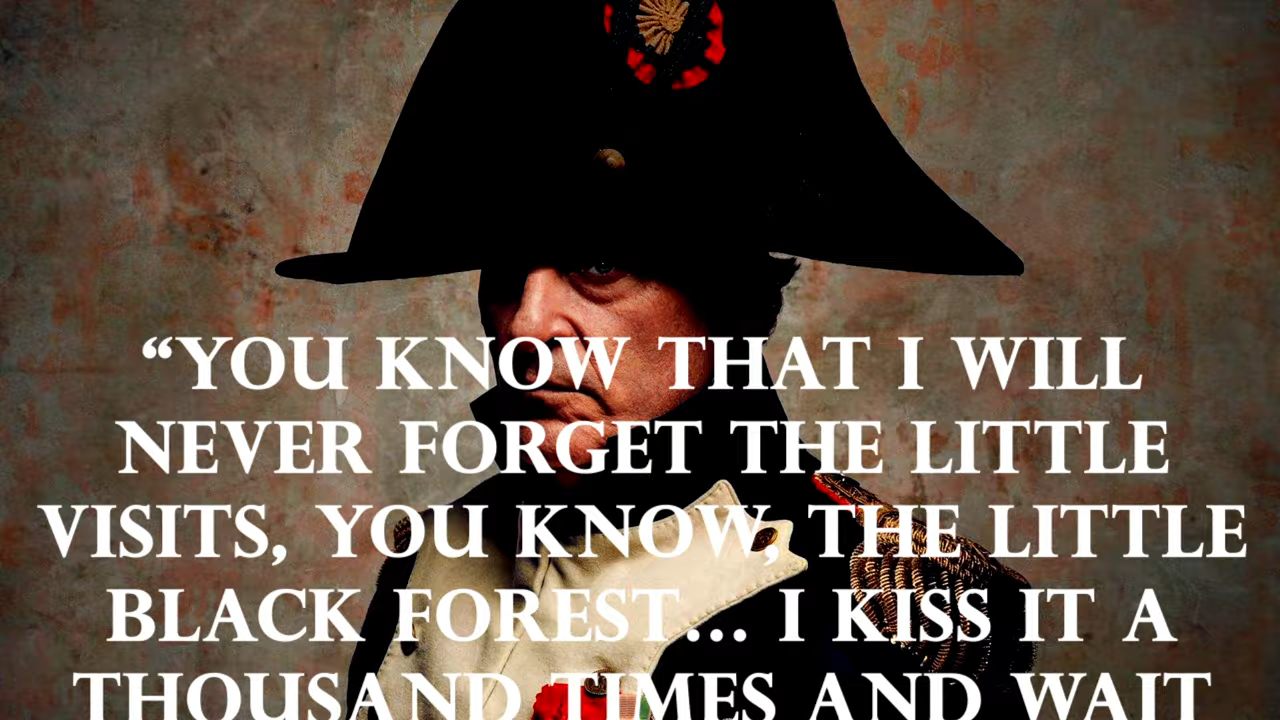 “YOU KNOW THAT I WILL
NEVER FORGET THE LITTLE
VISITS, YOU KNOW, THE LITTLE
BLACK FOREST... I KISS IT A
THOUSAND TIMES AND WAIT